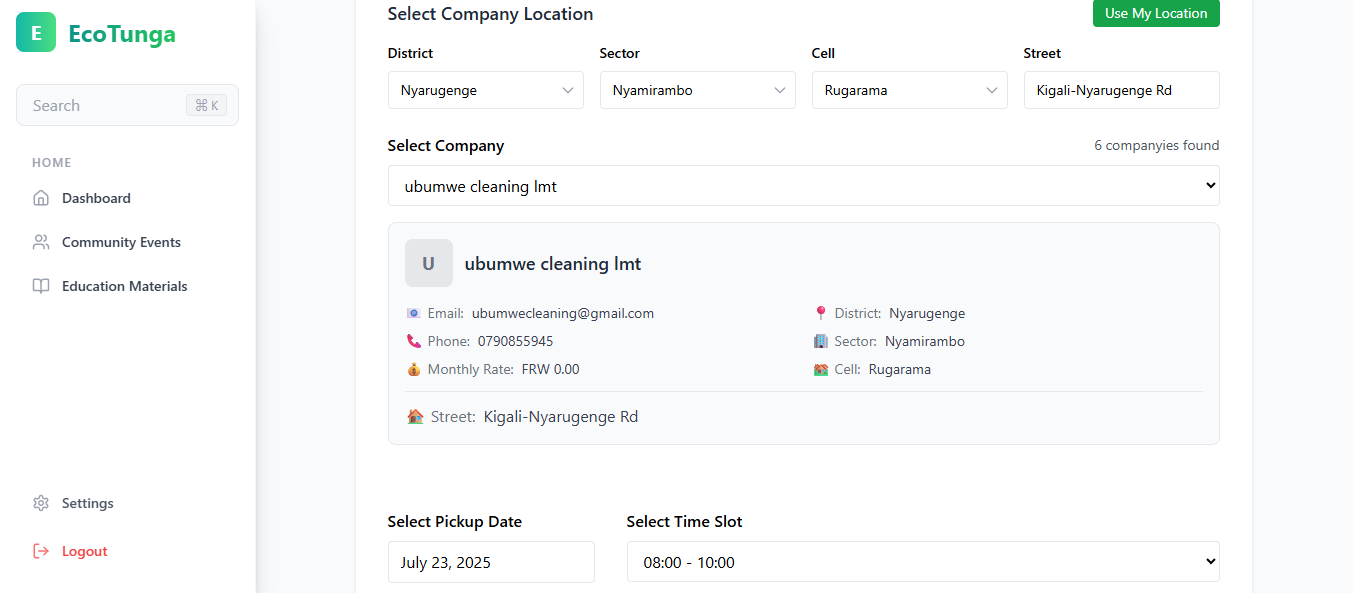 E EcoTunga
Search ⌘ K
HOME
Dashboard
Community Events
Education Materials
Settings
Logout
Select Company Location
Use My Location
District Sector Cell Street
Nyarugenge Nyamirambo Rugarama Kigali-Nyarugenge Rd
Select Company 6 companyies found
ubumwe cleaning lmt
U ubumwe cleaning lmt
Email: ubumwecleaning@gmail.com District: Nyarugenge
Phone: 0790855945 Sector: Nyamirambo
Monthly Rate: FRW 0.00 Cell: Rugarama
Street: Kigali-Nyarugenge Rd
Select Pickup Date Select Time Slot
July 23, 2025 08:00 - 10:00